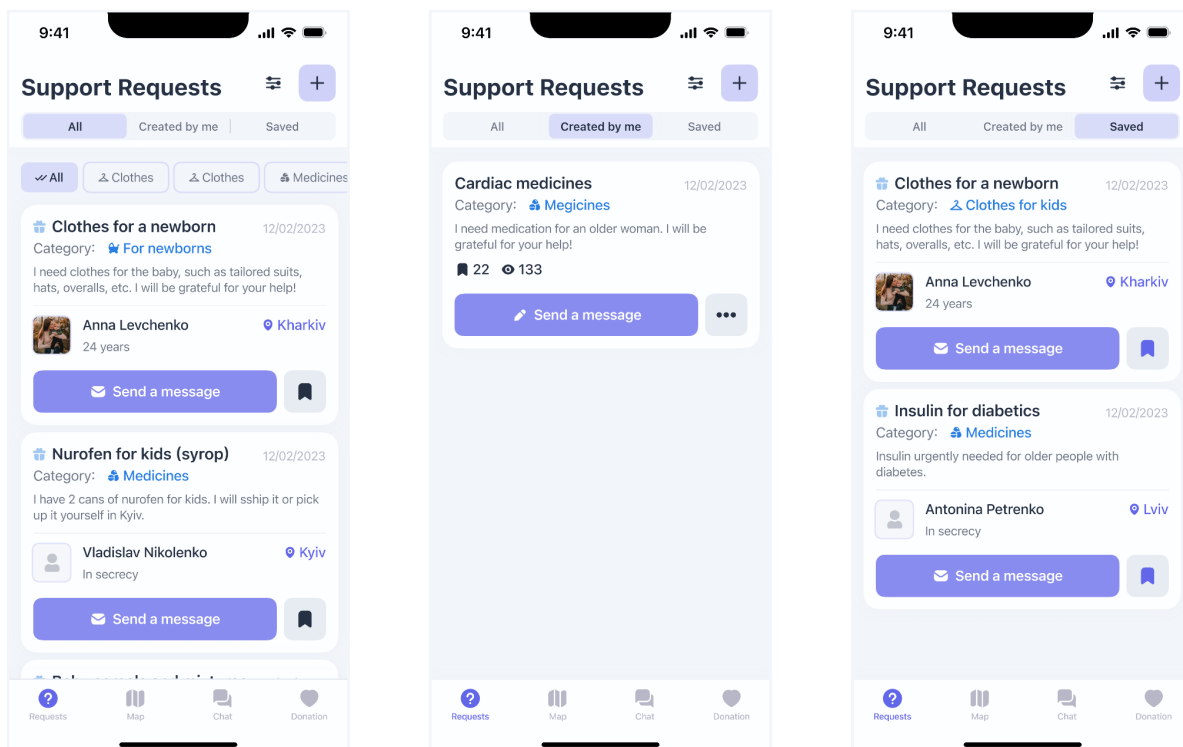 9:41
Support Requests
+
All Created by me Saved
All Clothes Clothes Medicines
Clothes for a newborn 12/02/2023
Category: For newborns
I need clothes for the baby, such as tailored suits,
hats, overalls, etc. I will be grateful for your help!
Anna Levchenko Kharkiv
24 years
Send a message
Nurofen for kids (syrop) 12/02/2023
Category: Medicines
I have 2 cans of nurofen for kids. I will sship it or pick
up it yourself in Kyiv.
Vladislav Nikolenko Kyiv
In secrecy
Send a message
?
Requests Map Chat Donation
9:41
Support Requests
+
All Created by me Saved
Cardiac medicines 12/02/2023
Category: Megicines
I need medication for an older woman. I will be
grateful for your help!
22 133
Send a message •••
?
Requests Map Chat Donation
9:41
Support Requests
+
All Created by me Saved
Clothes for a newborn 12/02/2023
Category: Clothes for kids
I need clothes for the baby, such as tailored suits,
hats, overalls, etc. I will be grateful for your help!
Anna Levchenko Kharkiv
24 years
Send a message
Insulin for diabetics 12/02/2023
Category: Medicines
Insulin urgently needed for older people with
diabetes.
Antonina Petrenko Lviv
In secrecy
Send a message
?
Requests Map Chat Donation